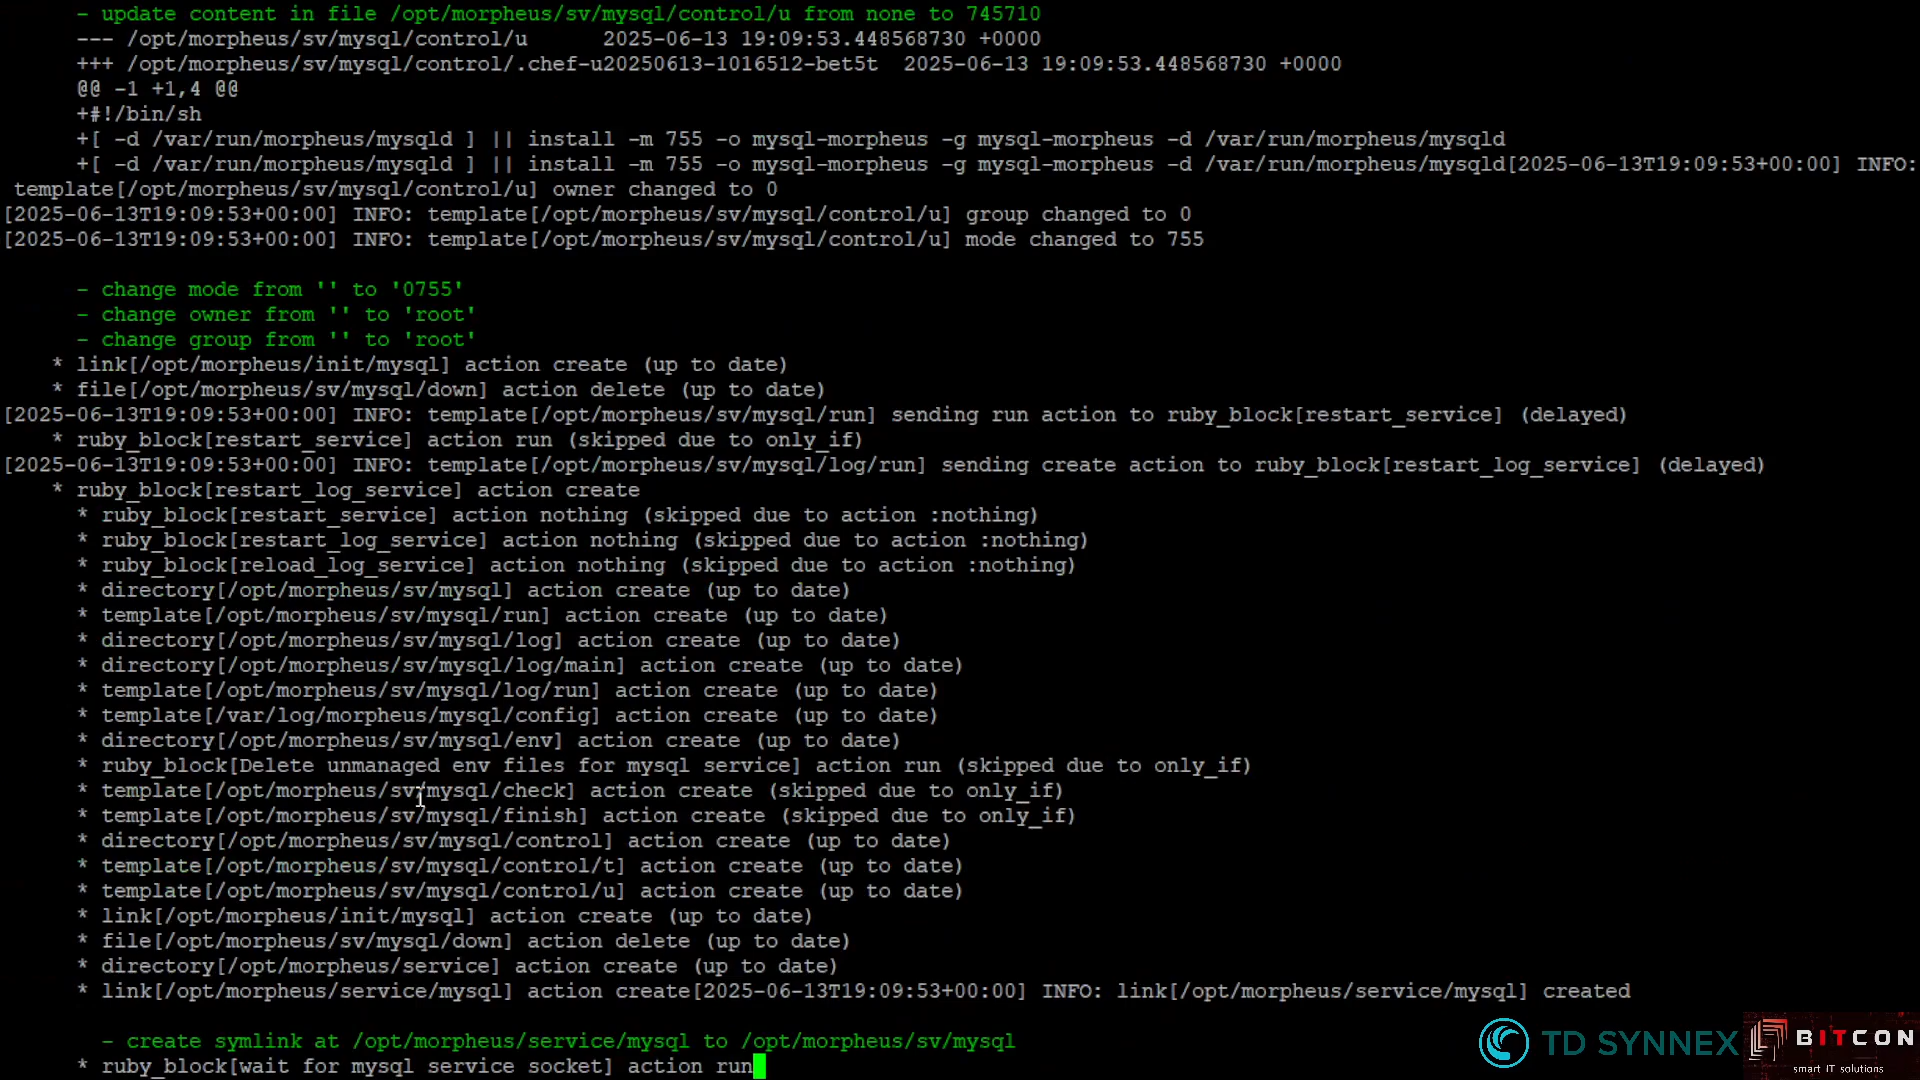 - update content in file /opt/morpheus/sv/mysql/control/u from none to 745710
--- /opt/morpheus/sv/mysql/control/u      2025-06-13 19:09:53.448568730 +0000
+++ /opt/morpheus/sv/mysql/control/.chef-u20250613-1016512-bet5t  2025-06-13 19:09:53.448568730 +0000
@@ -1 +1,4 @@
+#!/bin/sh
+[ -d /var/run/morpheus/mysqld ] || install -m 755 -o mysql-morpheus -g mysql-morpheus -d /var/run/morpheus/mysqld
+[ -d /var/run/morpheus/mysqld ] || install -m 755 -o mysql-morpheus -g mysql-morpheus -d /var/run/morpheus/mysqld[2025-06-13T19:09:53+00:00] INFO:
template[/opt/morpheus/sv/mysql/control/u] owner changed to 0
[2025-06-13T19:09:53+00:00] INFO: template[/opt/morpheus/sv/mysql/control/u] group changed to 0
[2025-06-13T19:09:53+00:00] INFO: template[/opt/morpheus/sv/mysql/control/u] mode changed to 755
- change mode from '' to '0755'
- change owner from '' to 'root'
- change group from '' to 'root'
* link[/opt/morpheus/init/mysql] action create (up to date)
* file[/opt/morpheus/sv/mysql/down] action delete (up to date)
[2025-06-13T19:09:53+00:00] INFO: template[/opt/morpheus/sv/mysql/run] sending run action to ruby_block[restart_service] (delayed)
* ruby_block[restart_service] action run (skipped due to only_if)
[2025-06-13T19:09:53+00:00] INFO: template[/opt/morpheus/sv/mysql/log/run] sending create action to ruby_block[restart_log_service] (delayed)
* ruby_block[restart_log_service] action create
* ruby_block[restart_service] action nothing (skipped due to action :nothing)
* ruby_block[restart_log_service] action nothing (skipped due to action :nothing)
* ruby_block[reload_log_service] action nothing (skipped due to action :nothing)
* directory[/opt/morpheus/sv/mysql] action create (up to date)
* template[/opt/morpheus/sv/mysql/run] action create (up to date)
* directory[/opt/morpheus/sv/mysql/log] action create (up to date)
* directory[/opt/morpheus/sv/mysql/log/main] action create (up to date)
* template[/opt/morpheus/sv/mysql/log/run] action create (up to date)
* template[/var/log/morpheus/mysql/config] action create (up to date)
* directory[/opt/morpheus/sv/mysql/env] action create (up to date)
* ruby_block[Delete unmanaged env files for mysql service] action run (skipped due to only_if)
* template[/opt/morpheus/sv/mysql/check] action create (skipped due to only_if)
* template[/opt/morpheus/sv/mysql/finish] action create (skipped due to only_if)
* directory[/opt/morpheus/sv/mysql/control] action create (up to date)
* template[/opt/morpheus/sv/mysql/control/t] action create (up to date)
* template[/opt/morpheus/sv/mysql/control/u] action create (up to date)
* link[/opt/morpheus/init/mysql] action create (up to date)
* file[/opt/morpheus/sv/mysql/down] action delete (up to date)
* directory[/opt/morpheus/service] action create (up to date)
* link[/opt/morpheus/service/mysql] action create[2025-06-13T19:09:53+00:00] INFO: link[/opt/morpheus/service/mysql] created
- create symlink at /opt/morpheus/service/mysql to /opt/morpheus/sv/mysql
* ruby_block[wait for mysql service socket] action run
TD SYNNEX
BITCON
smart IT solutions